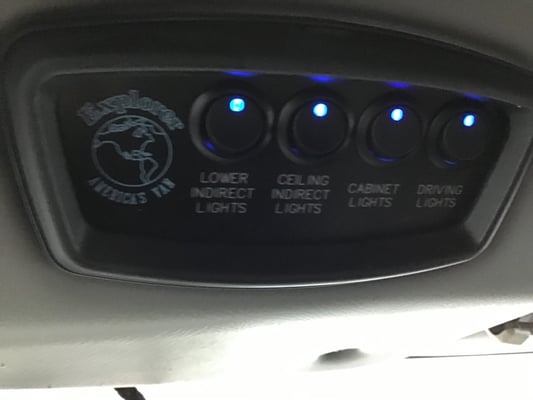 Explorer
AMERICA'S VAN
LOWER
INDIRECT
LIGHTS
CEILING
INDIRECT
LIGHTS
CABINET
LIGHTS
DRIVING
LIGHTS